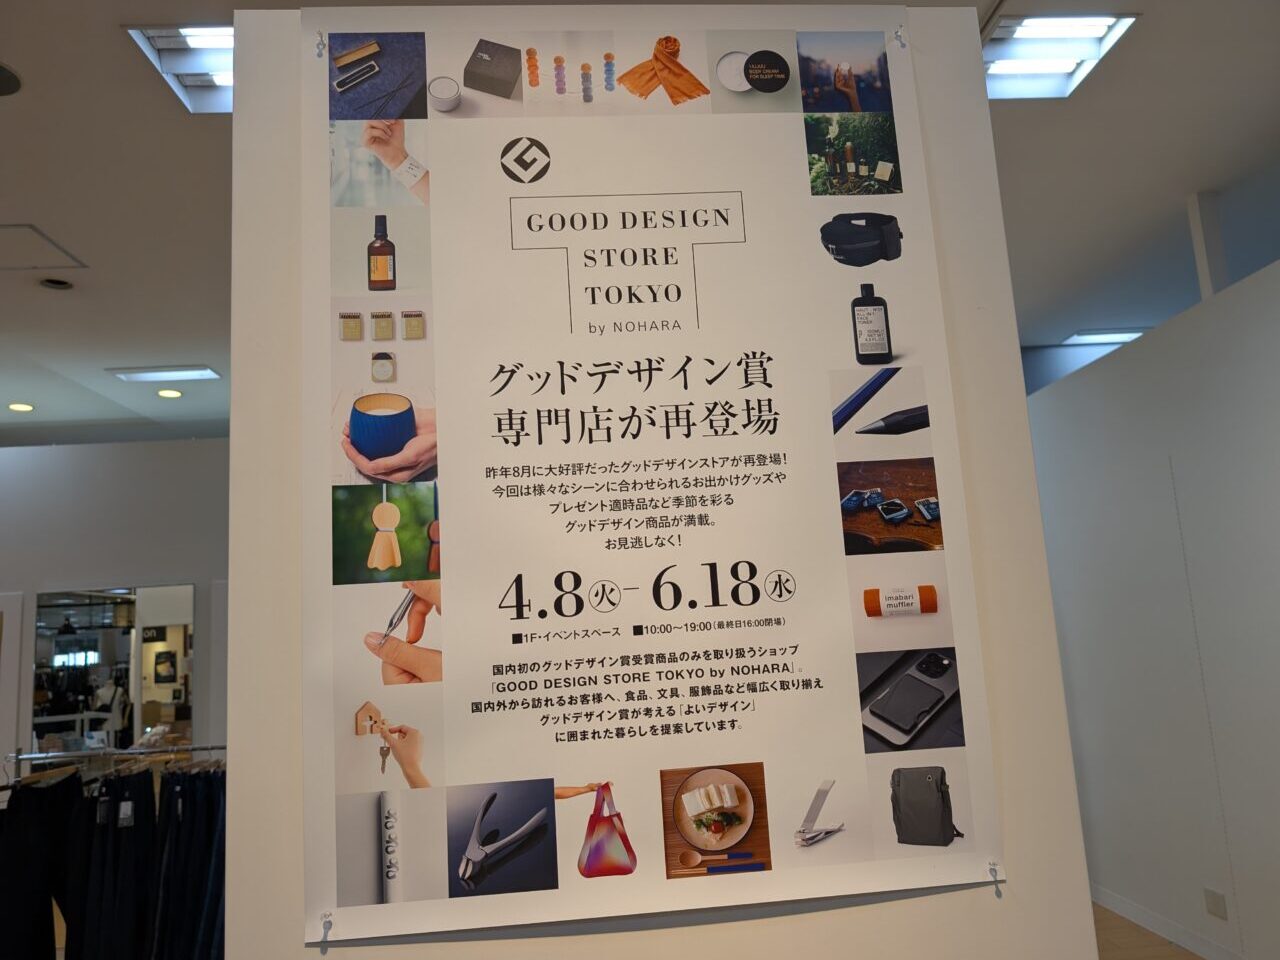 GOOD DESIGN
STORE
TOKYO
by NOHARA
グッドデザイン賞
専門店が再登場
昨年8月に大好評だったグッドデザインストアが再登場!
今回は様々なシーンに合わせられるお出かけグッズや
プレゼント適時品など季節を彩る
グッドデザイン商品が満載。
お見逃しなく!
4.8火－6.18水
■1F・イベントスペース ■10:00〜19:00(最終日16:00閉場)
国内初のグッドデザイン賞受賞商品のみを取り扱うショップ
「GOOD DESIGN STORE TOKYO by NOHARA」。
国内外から訪れるお客様へ、食品、文具、服飾品など幅広く取り揃え
グッドデザイン賞が考える「よいデザイン」
に囲まれた暮らしを提案しています。
BODY CREAM
FOR SLEEP TIME
ALL-IN-1
FACE
TONER
imabari
muffler
on